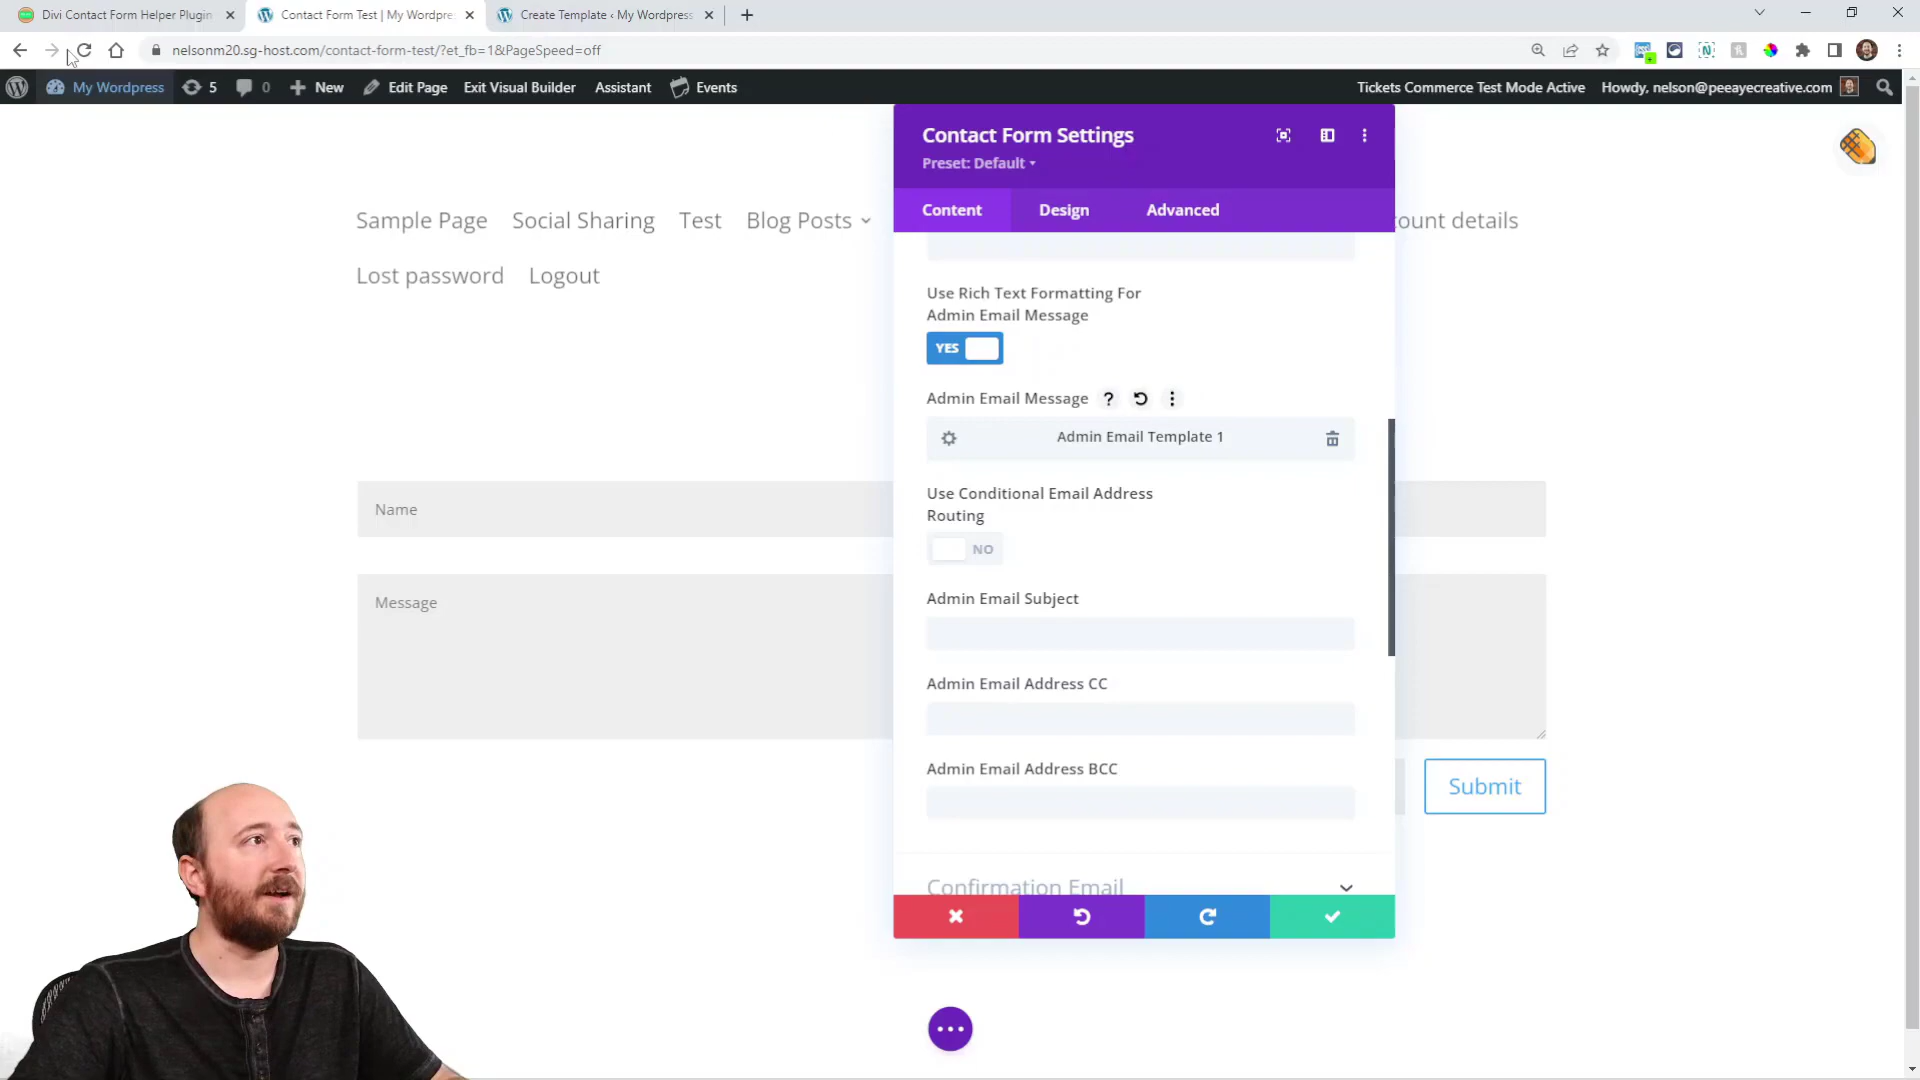 Divi Contact Form Helper Plugin
Contact Form Test | My Wordpre
Create Template ‹ My Wordpress
nelsonm20.sg-host.com/contact-form-test/?et_fb=1&PageSpeed=off
My Wordpress 5 0 New Edit Page Exit Visual Builder Assistant Events
Tickets Commerce Test Mode Active Howdy, nelson@peeayecreative.com
Contact Form Settings
Preset: Default
Content Design Advanced
Sample Page Social Sharing Test Blog Posts
count details
Lost password Logout
Use Rich Text Formatting For
Admin Email Message
YES
Admin Email Message ?
Admin Email Template 1
Use Conditional Email Address
Routing
NO
Admin Email Subject
Admin Email Address CC
Admin Email Address BCC
Confirmation Email
Name
Message
Submit